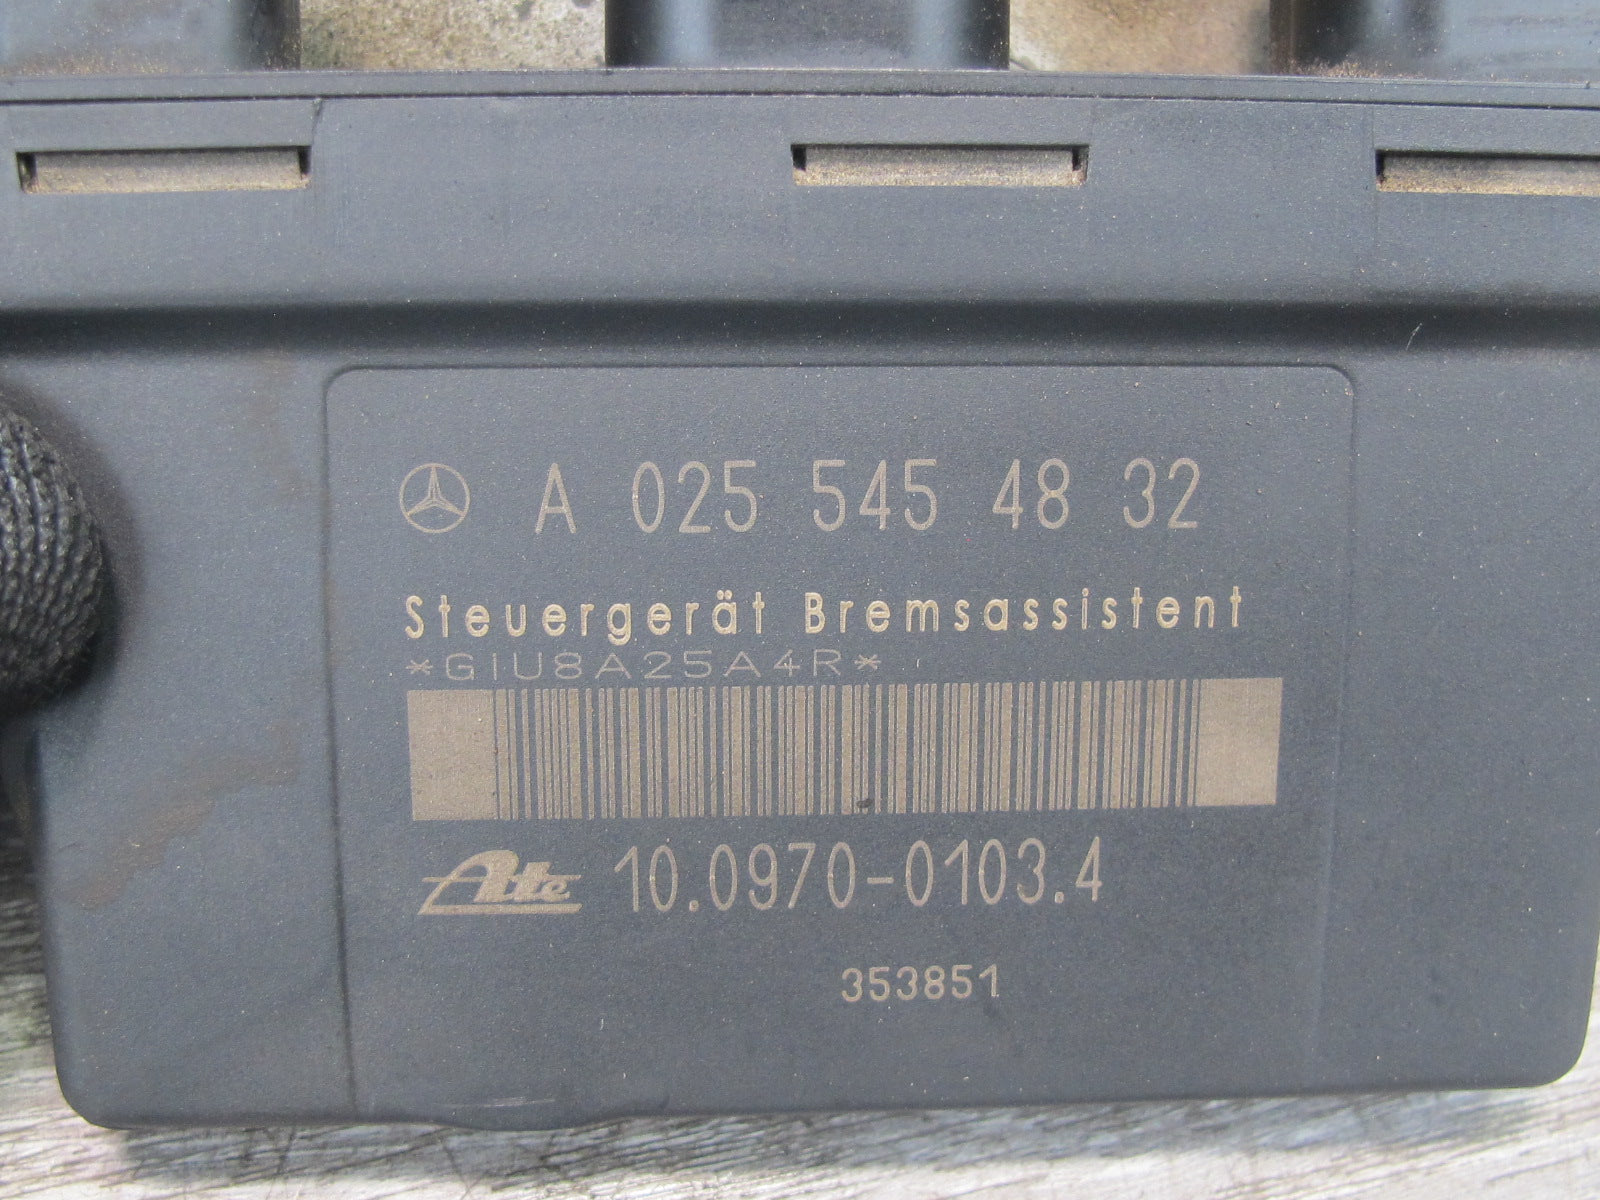 A 025 545 48 32
Steuergerät Bremsassistent
*GIU8A25A4R*
Ate 10.0970-0103.4
353851